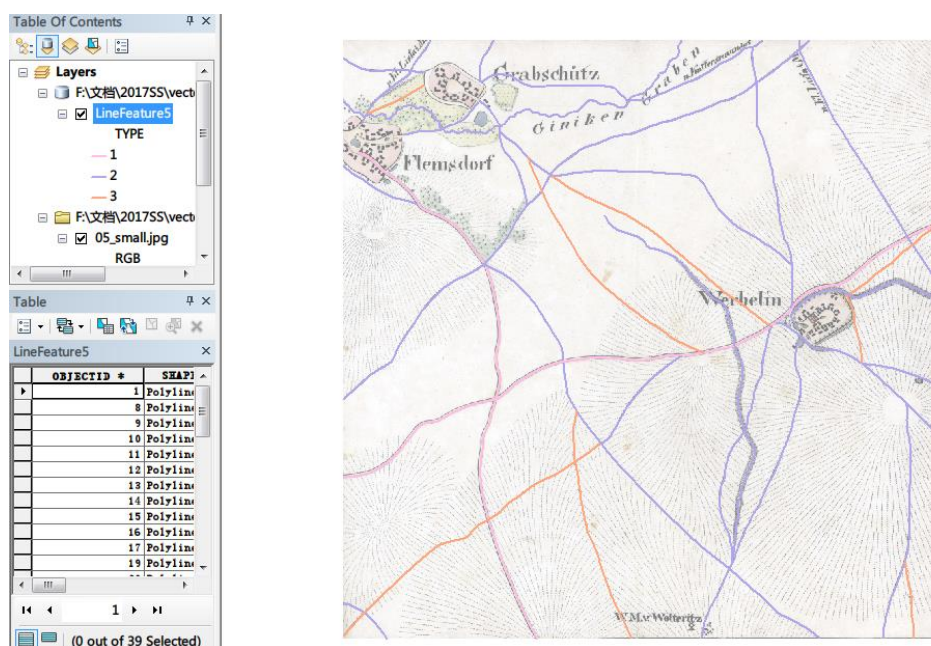 Table Of Contents
Layers
F:\文档\2017SS\vect
LineFeature5
TYPE
1
2
3
F:\文档\2017SS\vect
05_small.jpg
RGB
Table
LineFeature5
OBJECTID *
SHAPE
1 Polyline
8 Polyline
9 Polyline
10 Polyline
11 Polyline
12 Polyline
13 Polyline
14 Polyline
15 Polyline
16 Polyline
17 Polyline
19 Polyline
1
(0 out of 39 Selected)
Grabschütz
Graben
Giniken
Flemsdorf
Werbelin
W.M.v. Wolteritz